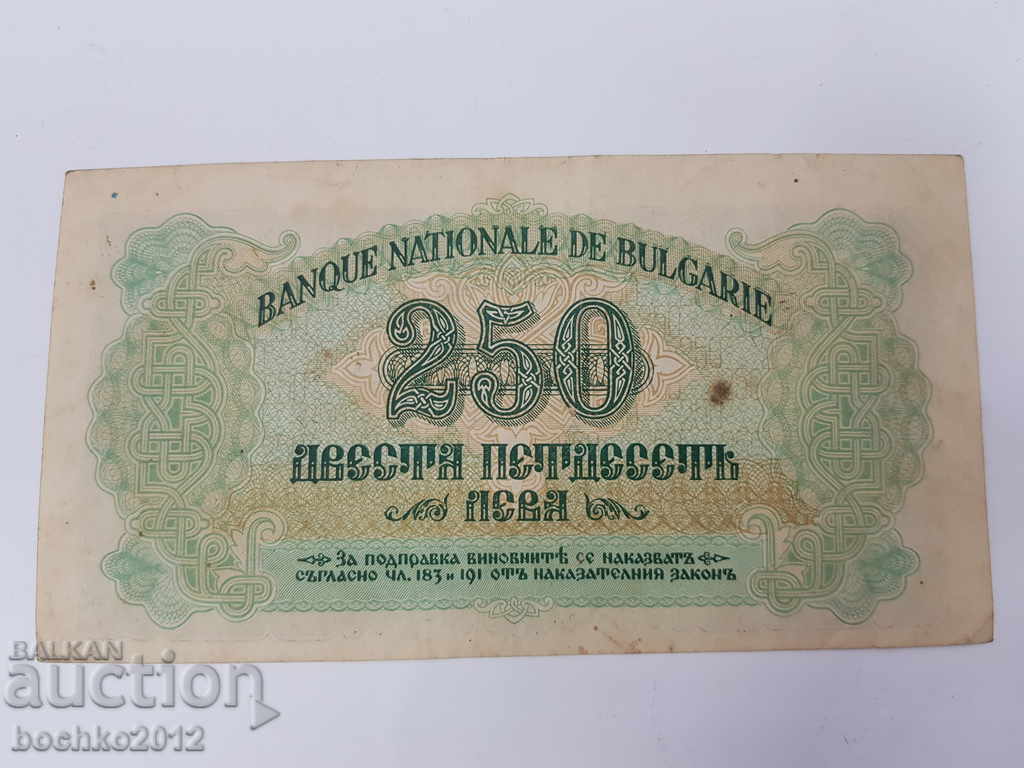 BANQUE NATIONALE DE BULGARIE
250
ДВЕСТА ПЕТДЕСЕТЬ
ЛЕВА
ЗА ПОДПРАВКА ВИНОВНИТѢ СЕ НАКАЗВАТЪ
СЪГЛАСНО ЧЛ. 183 И 191 ОТЪ НАКАЗАТЕЛНИЯ ЗАКОНЪ
BALKAN
auction
bochko2012